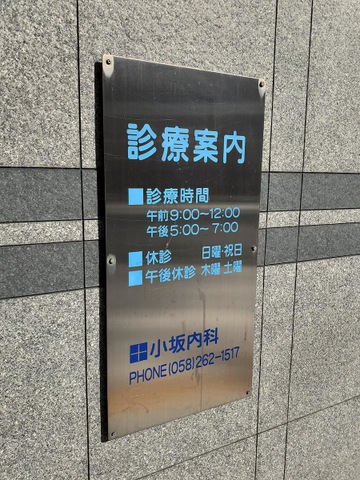 診療案内
■診療時間
午前9:00〜12:00
午後5:00〜7:00
■休診 日曜・祝日
■午後休診 木曜 土曜
小坂内科
PHONE(058)262-1517